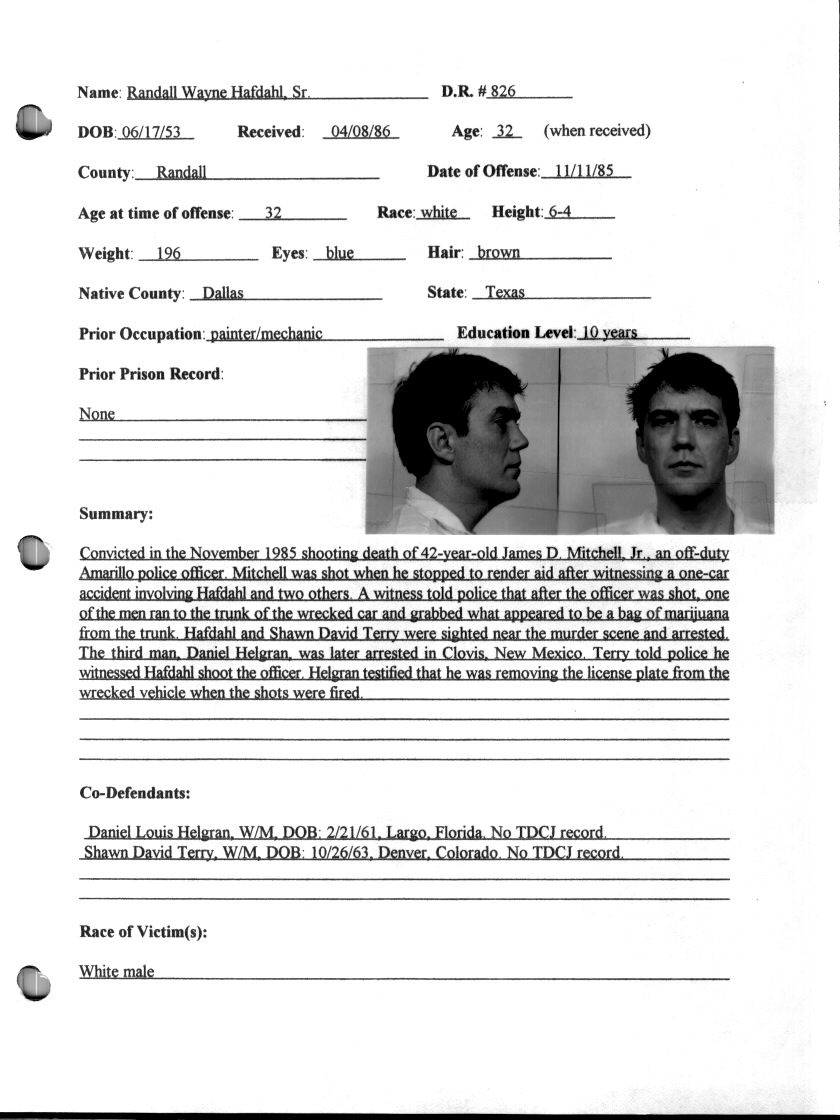 Name: Randall Wayne Hafdahl, Sr. D.R. # 826
DOB: 06/17/53 Received: 04/08/86 Age: 32 (when received)
County: Randall Date of Offense: 11/11/85
Age at time of offense: 32 Race: white Height: 6-4
Weight: 196 Eyes: blue Hair: brown
Native County: Dallas State: Texas
Prior Occupation: painter/mechanic Education Level: 10 years
Prior Prison Record:
None
Summary:
Convicted in the November 1985 shooting death of 42-year-old James D. Mitchell, Jr., an off-duty
Amarillo police officer. Mitchell was shot when he stopped to render aid after witnessing a one-car
accident involving Hafdahl and two others. A witness told police that after the officer was shot, one
of the men ran to the trunk of the wrecked car and grabbed what appeared to be a bag of marijuana
from the trunk. Hafdahl and Shawn David Terry were sighted near the murder scene and arrested.
The third man, Daniel Helgran, was later arrested in Clovis, New Mexico. Terry told police he
witnessed Hafdahl shoot the officer. Helgran testified that he was removing the license plate from the
wrecked vehicle when the shots were fired.
Co-Defendants:
Daniel Louis Helgran, W/M, DOB: 2/21/61, Largo, Florida. No TDCJ record.
Shawn David Terry, W/M, DOB: 10/26/63, Denver, Colorado. No TDCJ record.
Race of Victim(s):
White male